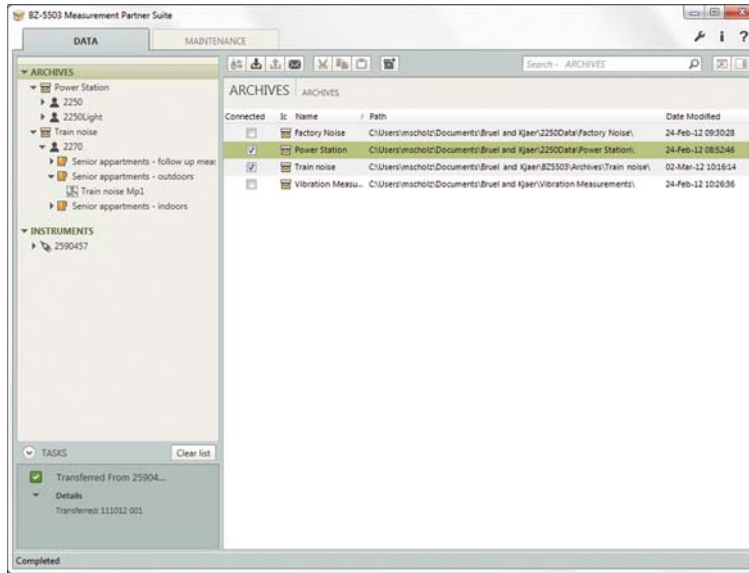 BZ-5503 Measurement Partner Suite
DATA MAINTENANCE
i ?
Search - ARCHIVES
ARCHIVES
Power Station
2250
2250Light
Train noise
2270
Senior appartments - follow up mea
Senior appartments - outdoors
Train noise Mp1
Senior appartments - indoors
INSTRUMENTS
2590457
ARCHIVES ARCHIVES
Connected Ic Name / Path Date Modified
Factory Noise C:\Users\mscholz\Documents\Bruel and Kjaer\2250Data\Factory Noise\ 24-Feb-12 09:30:28
Power Station C:\Users\mscholz\Documents\Bruel and Kjaer\2250Data\Power Station\ 24-Feb-12 08:52:46
Train noise C:\Users\mscholz\Documents\Bruel and Kjaer\BZ5503\Archives\Train noise\ 02-Mar-12 10:16:14
Vibration Measu... C:\Users\mscholz\Documents\Bruel and Kjaer\Vibration Measurements\ 24-Feb-12 10:26:36
TASKS Clear list
Transferred From 25904...
Details
Transferred: 111012 001
Completed